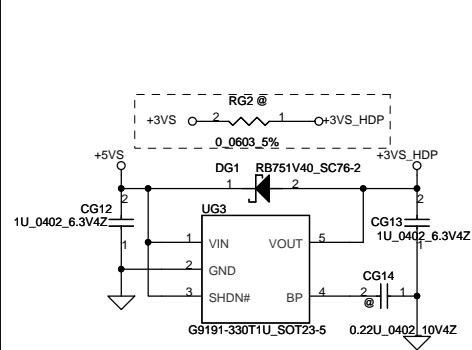 RG2 @
+3VS 2 1 +3VS_HDP
0_0603_5%
+5VS +3VS_HDP
DG1 1 2 RB751V40_SC76-2
2 2
CG12 UG3 CG13
1U_0402_6.3V4Z 1U_0402_6.3V4Z
1 1
1 VIN VOUT 5
2 GND
CG14
3 SHDN# BP 4 2 1
@
G9191-330T1U_SOT23-5 0.22U_0402_10V4Z